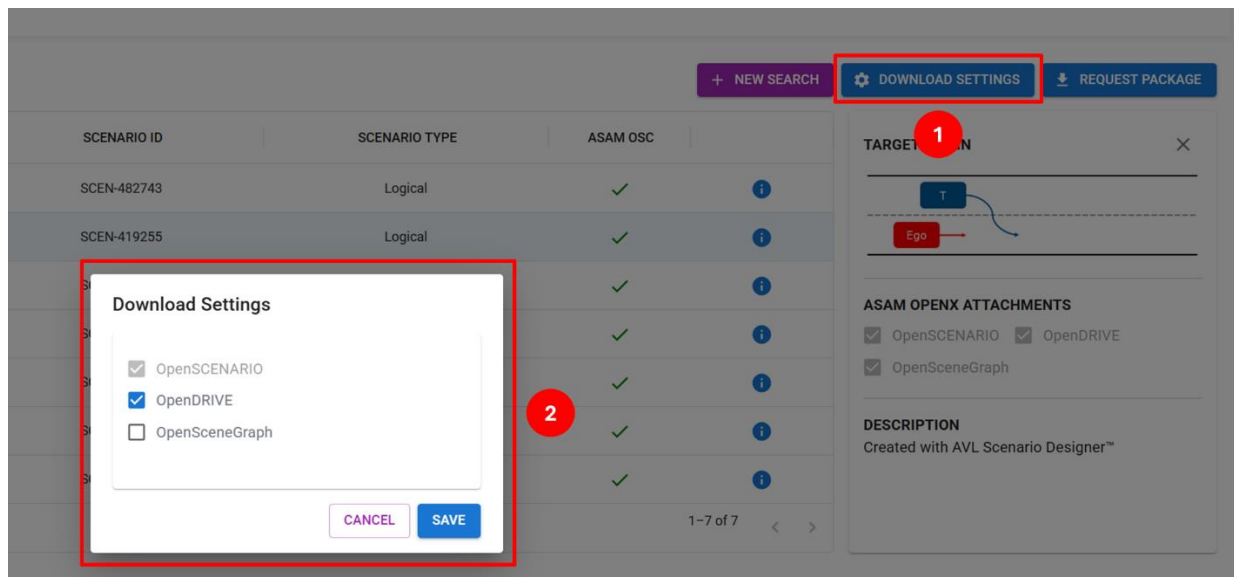 + NEW SEARCH
DOWNLOAD SETTINGS
REQUEST PACKAGE
1
SCENARIO ID
SCENARIO TYPE
ASAM OSC
SCEN-482743
Logical
SCEN-419255
Logical
Download Settings
OpenSCENARIO
OpenDRIVE
OpenSceneGraph
CANCEL
SAVE
2
1-7 of 7
TARGET
T
Ego
ASAM OPENX ATTACHMENTS
OpenSCENARIO OpenDRIVE
OpenSceneGraph
DESCRIPTION
Created with AVL Scenario Designer™